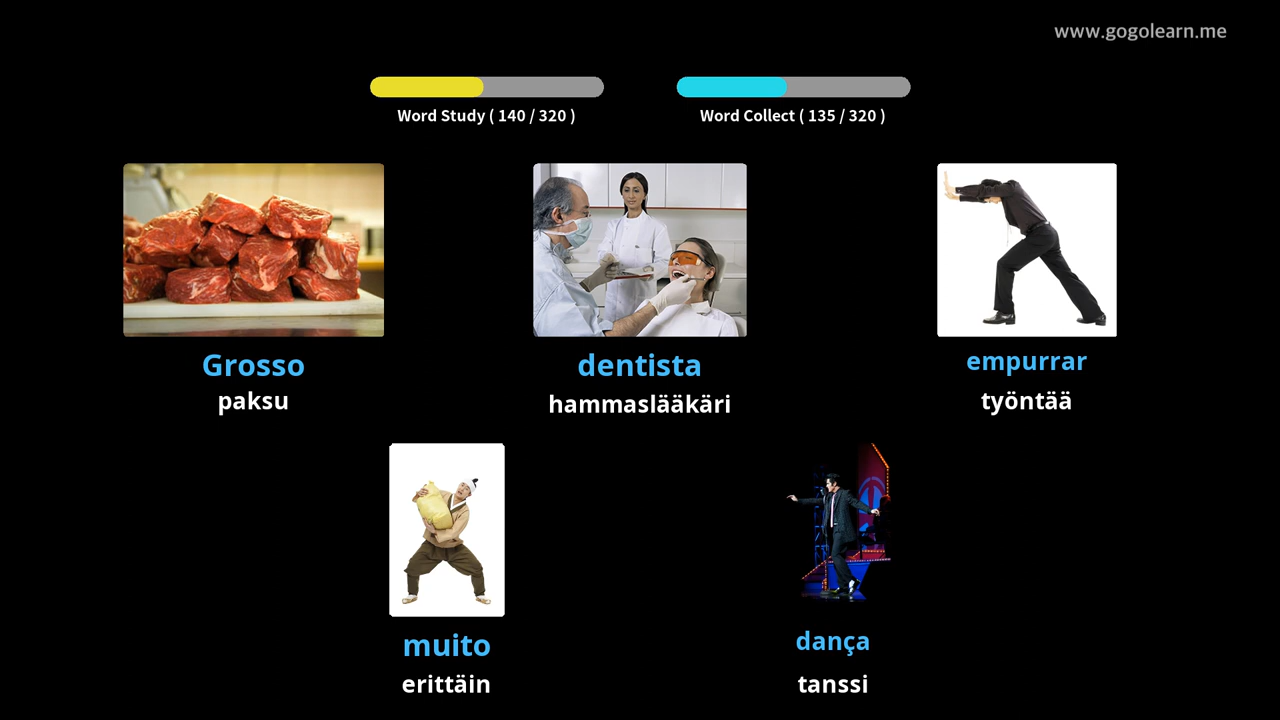 www.gogolearn.me
Word Study ( 140 / 320 )
Word Collect ( 135 / 320 )
Grosso
paksu
dentista
hammaslääkäri
empurrar
työntää
muito
erittäin
dança
tanssi